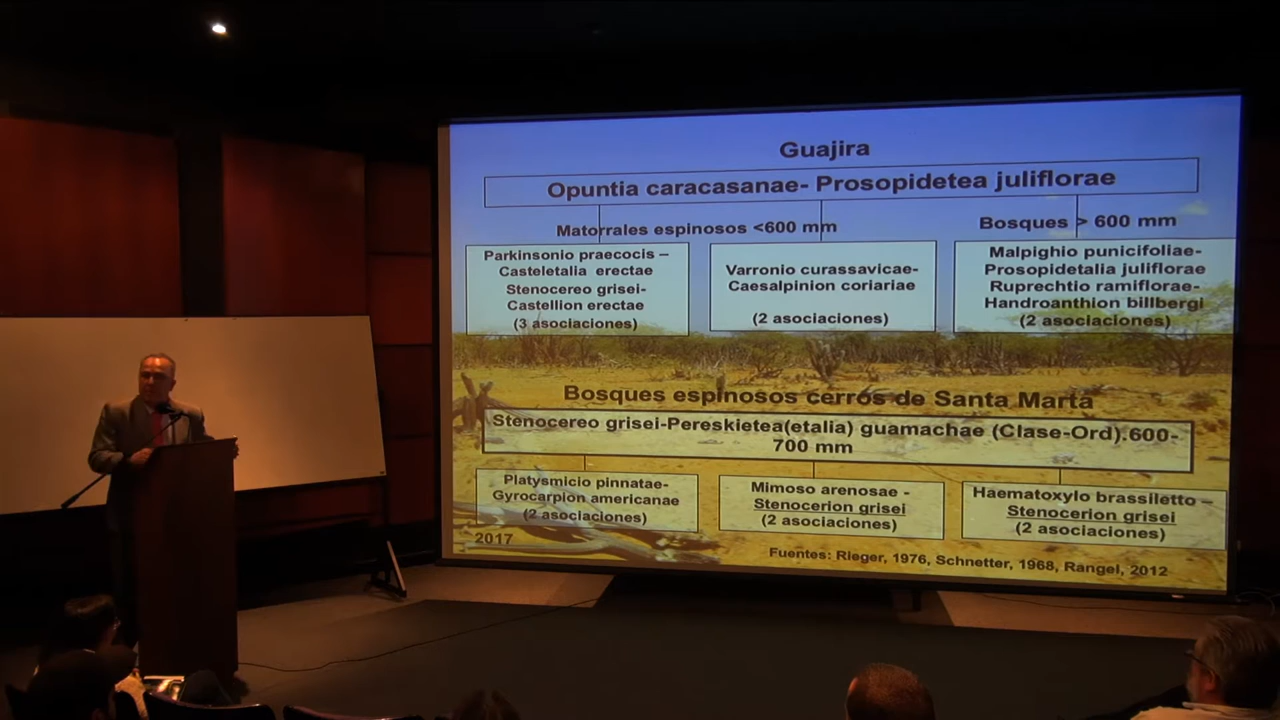 Guajira
Opuntia caracasanae- Prosopidetea juliflorae
Matorrales espinosos <600 mm
Bosques > 600 mm
Parkinsonio praecocis –
Casteletalia erectae
Stenocereo grisei-
Castellion erectae
(3 asociaciones)
Varronio curassavicae-
Caesalpinion coriariae
(2 asociaciones)
Malpighio punicifoliae-
Prosopidetalia juliflorae
Ruprechtio ramiflorae-
Handroanthion billbergi
(2 asociaciones)
Bosques espinosos cerros de Santa Marta
Stenocereo grisei-Pereskietea(etalia) guamachae (Clase-Ord).600-
700 mm
Platysmicio pinnatae-
Gyrocarpion americanae
(2 asociaciones)
Mimoso arenosae -
Stenocerion grisei
(2 asociaciones)
Haematoxylo brassiletto –
Stenocerion grisei
(2 asociaciones)
2017
Fuentes: Rieger, 1976, Schnetter, 1968, Rangel, 2012